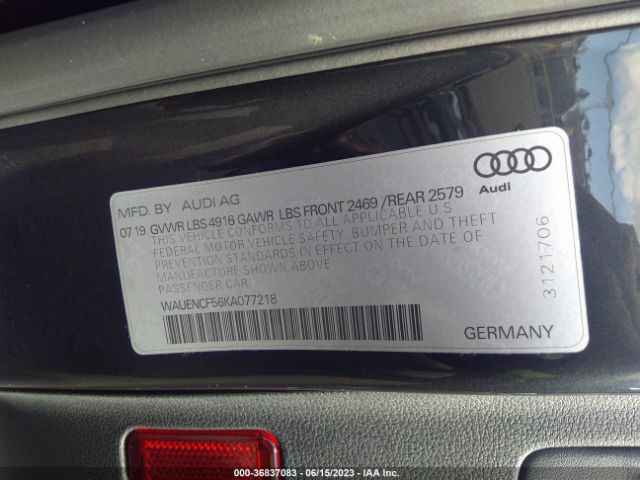 MFD. BY AUDI AG
Audi
07 19 GVWR LBS 4916 GAWR LBS FRONT 2469 / REAR 2579
THIS VEHICLE CONFORMS TO ALL APPLICABLE U S
FEDERAL MOTOR VEHICLE SAFETY, BUMPER AND THEFT
PREVENTION STANDARDS IN EFFECT ON THE DATE OF
MANUFACTURE SHOWN ABOVE
PASSENGER CAR
WAUENCF56KA077218
3121706
GERMANY
000-36837083 - 06/15/2023 - IAA Inc.